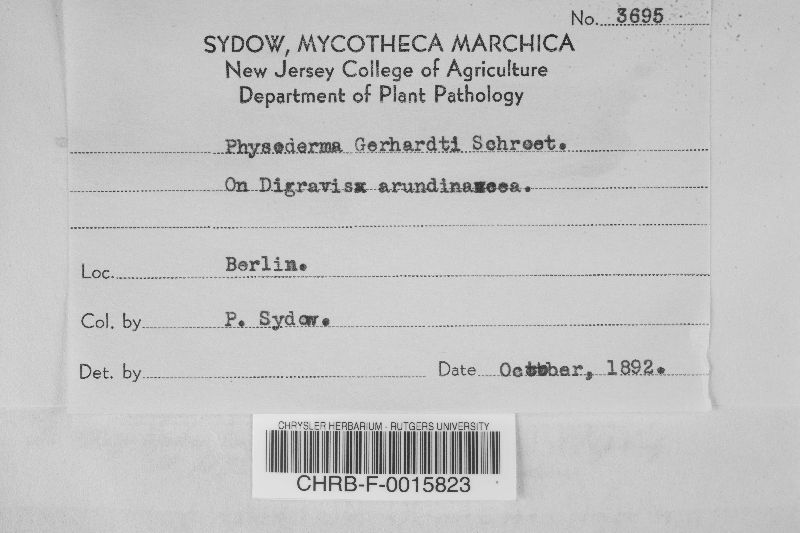 No. 3695
SYDOW, MYCOTHECA MARCHICA
New Jersey College of Agriculture
Department of Plant Pathology
Physoderma Gerhardti Schroet.
On Digravisx arundinaxcea.
Loc. Berlin.
Col. by P. Sydow.
Det. by Date October, 1892.
CHRYSLER HERBARIUM - RUTGERS UNIVERSITY
CHRB-F-0015823